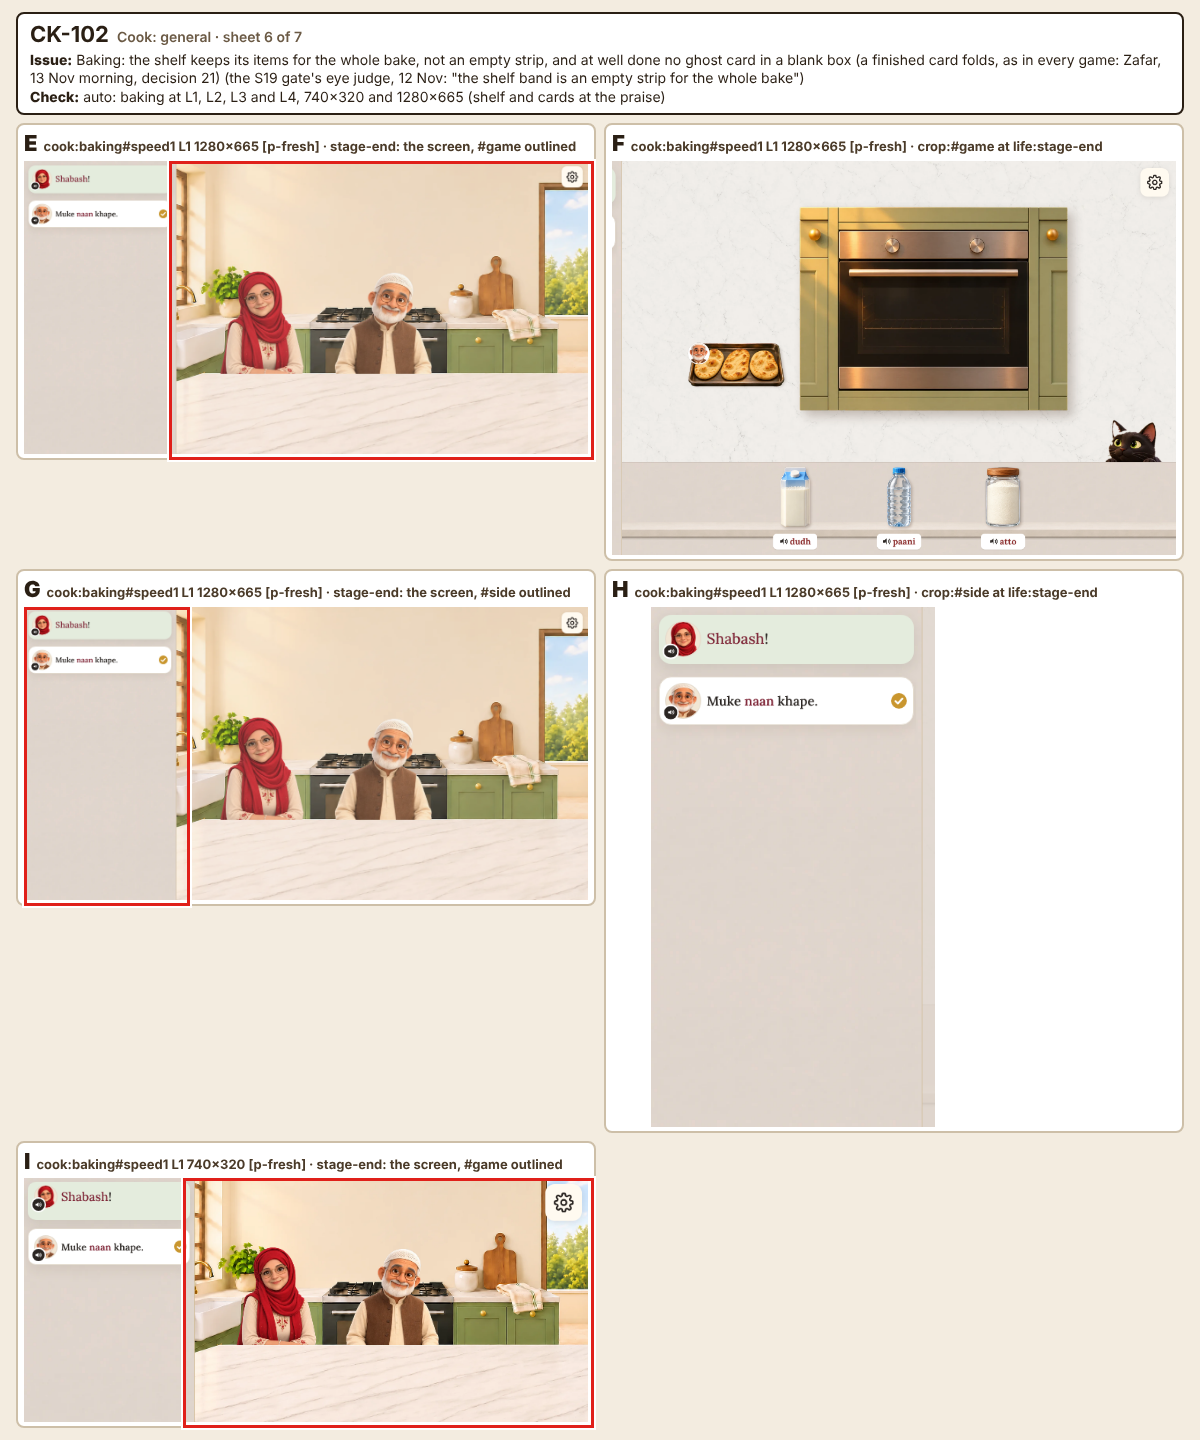 CK-102 Cook: general · sheet 6 of 7
Issue: Baking: the shelf keeps its items for the whole bake, not an empty strip, and at well done no ghost card in a blank box (a finished card folds, as in every game: Zafar,
13 Nov morning, decision 21) (the S19 gate's eye judge, 12 Nov: "the shelf band is an empty strip for the whole bake")
Check: auto: baking at L1, L2, L3 and L4, 740×320 and 1280×665 (shelf and cards at the praise)
E cook:baking#speed1 L1 1280×665 [p-fresh] · stage-end: the screen, #game outlined
Shabash!
Muke naan khape.
F cook:baking#speed1 L1 1280×665 [p-fresh] · crop:#game at life:stage-end
dudh
paani
atto
G cook:baking#speed1 L1 1280×665 [p-fresh] · stage-end: the screen, #side outlined
Shabash!
Muke naan khape.
H cook:baking#speed1 L1 1280×665 [p-fresh] · crop:#side at life:stage-end
Shabash!
Muke naan khape.
I cook:baking#speed1 L1 740×320 [p-fresh] · stage-end: the screen, #game outlined
Shabash!
Muke naan khape.